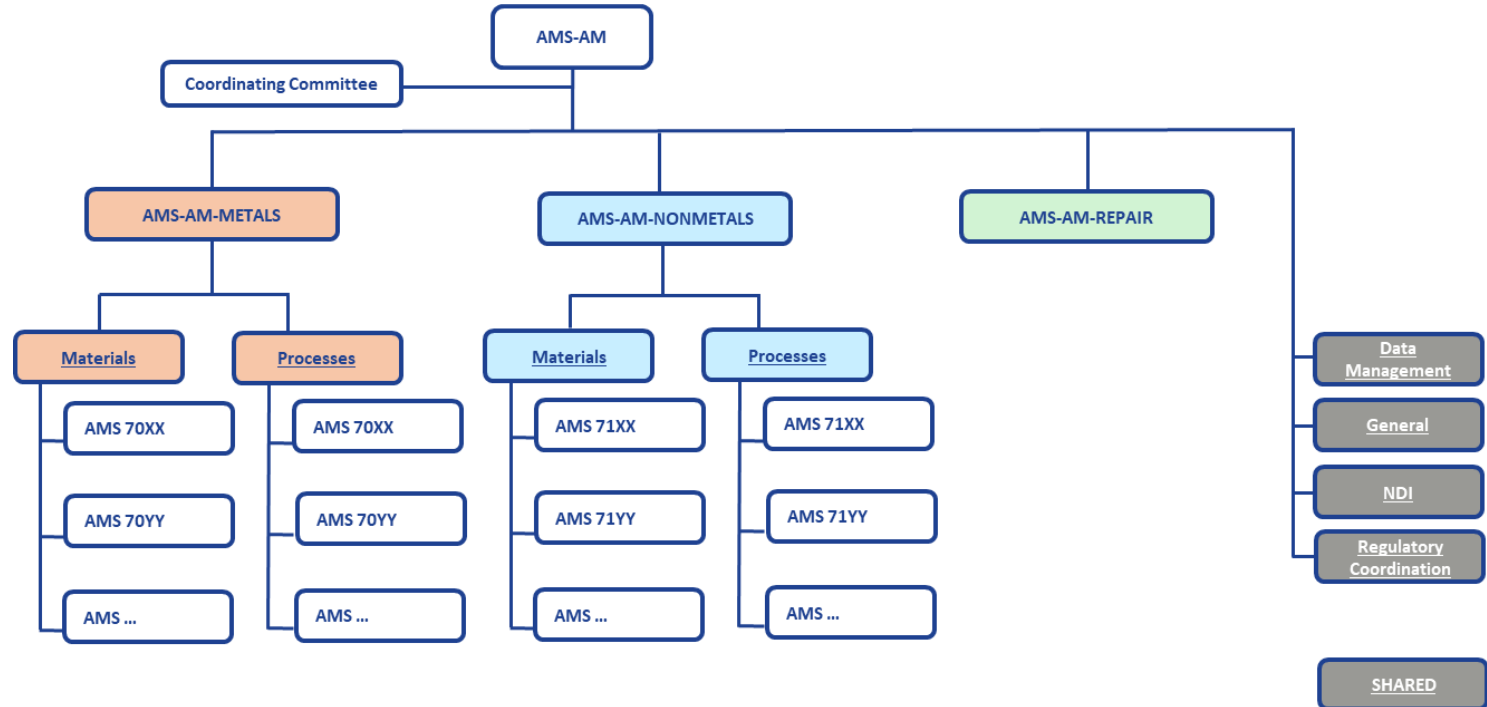 AMS-AM
Coordinating Committee
AMS-AM-METALS
AMS-AM-NONMETALS
AMS-AM-REPAIR
Materials
Processes
Materials
Processes
Data
Management
AMS 70XX
AMS 70XX
AMS 71XX
AMS 71XX
General
AMS 70YY
AMS 70YY
AMS 71YY
AMS 71YY
NDI
Regulatory
Coordination
AMS ...
AMS ...
AMS ...
AMS ...
SHARED